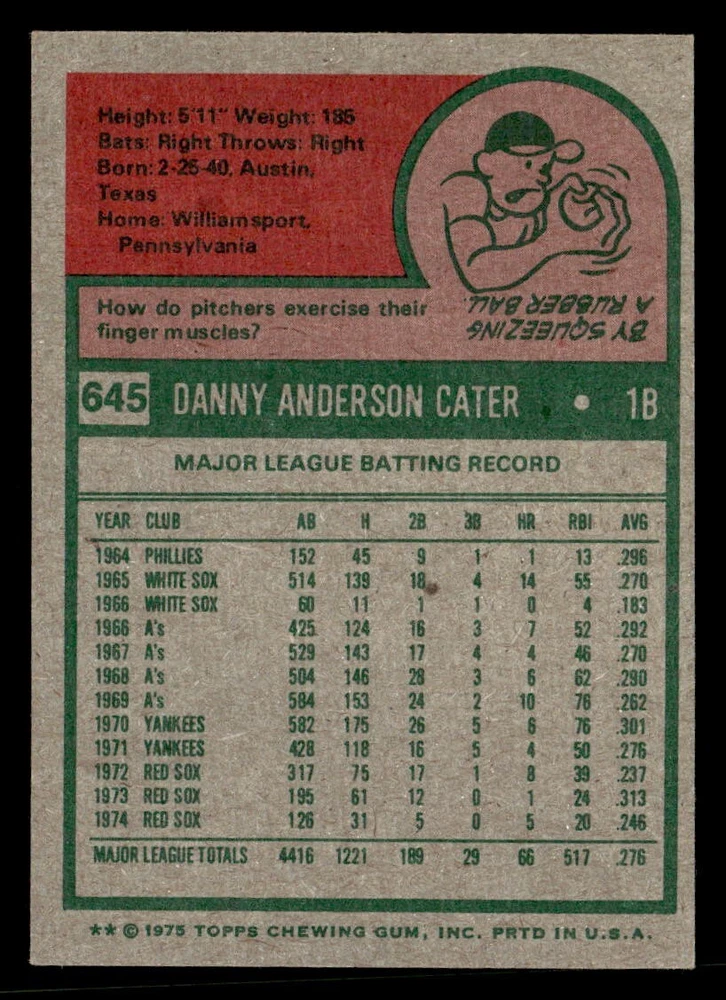 Height: 5'11" Weight: 185
Bats: Right Throws: Right
Born: 2-25-40, Austin,
Texas
Home: Williamsport,
Pennsylvania
How do pitchers exercise their
finger muscles?
BY SQUEEZING
A RUBBER BALL.
645 DANNY ANDERSON CATER • 1B
MAJOR LEAGUE BATTING RECORD
YEAR CLUB AB H 2B 3B HR RBI AVG
1964 PHILLIES 152 45 9 1 1 13 .296
1965 WHITE SOX 514 139 18 4 14 55 .270
1966 WHITE SOX 60 11 1 1 0 4 .183
1966 A's 425 124 16 3 7 52 .292
1967 A's 529 143 17 4 4 46 .270
1968 A's 504 146 28 3 6 62 .290
1969 A's 584 153 24 2 10 76 .262
1970 YANKEES 582 175 26 5 6 76 .301
1971 YANKEES 428 118 16 5 4 50 .276
1972 RED SOX 317 75 17 1 8 39 .237
1973 RED SOX 195 61 12 0 1 24 .313
1974 RED SOX 126 31 5 0 5 20 .246
MAJOR LEAGUE TOTALS 4416 1221 189 29 66 517 .276
** © 1975 TOPPS CHEWING GUM, INC. PRTD IN U.S.A.